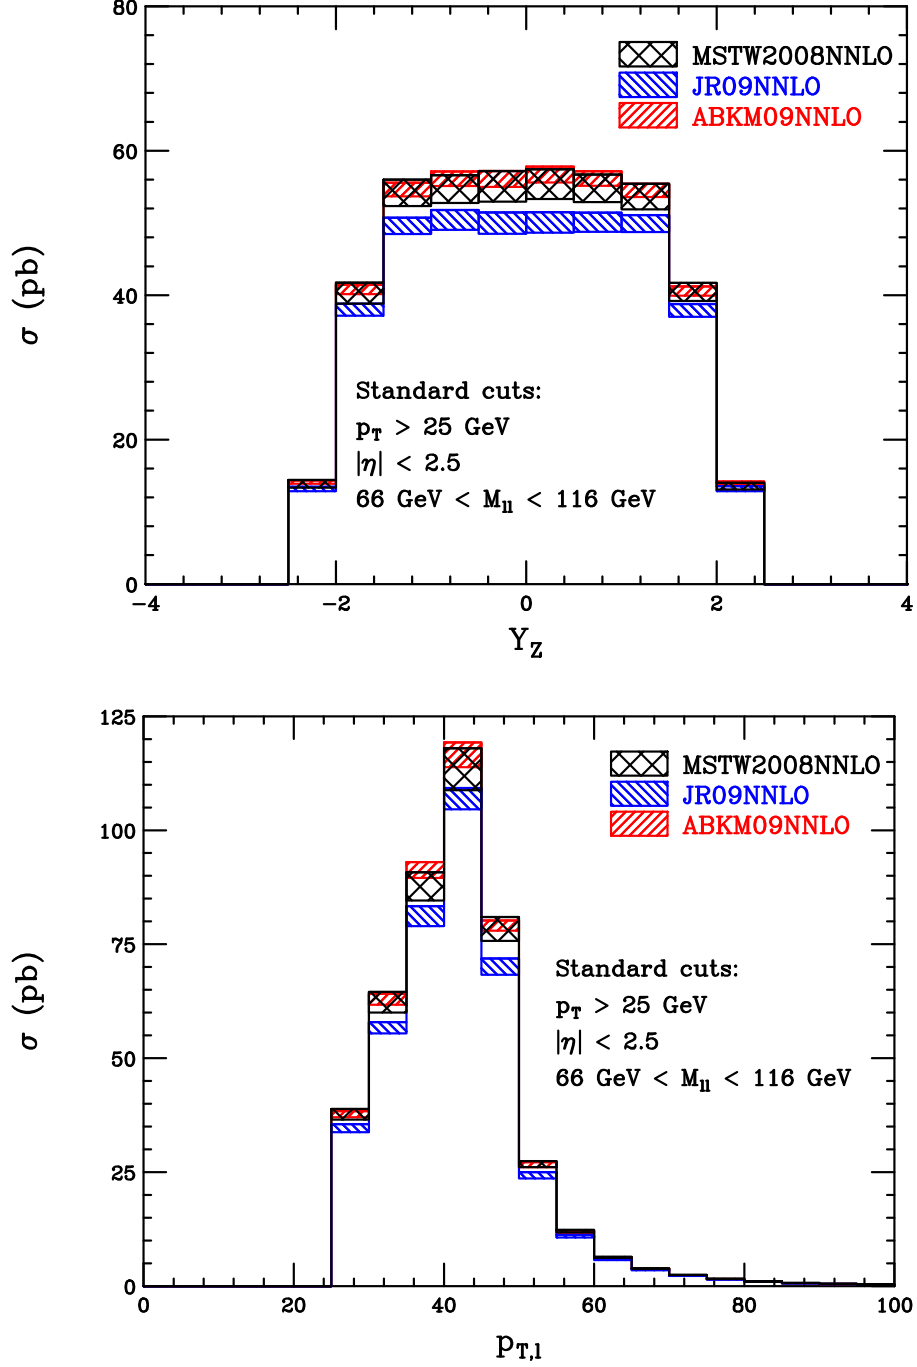 80
60
40
20
0
σ (pb)
MSTW2008NNLO
JR09NNLO
ABKM09NNLO
Standard cuts:
p_T > 25 GeV
|η| < 2.5
66 GeV < M_ll < 116 GeV
−4 −2 0 2 4
Y_Z
125
100
75
50
25
0
σ (pb)
MSTW2008NNLO
JR09NNLO
ABKM09NNLO
Standard cuts:
p_T > 25 GeV
|η| < 2.5
66 GeV < M_ll < 116 GeV
0 20 40 60 80 100
p_T,l